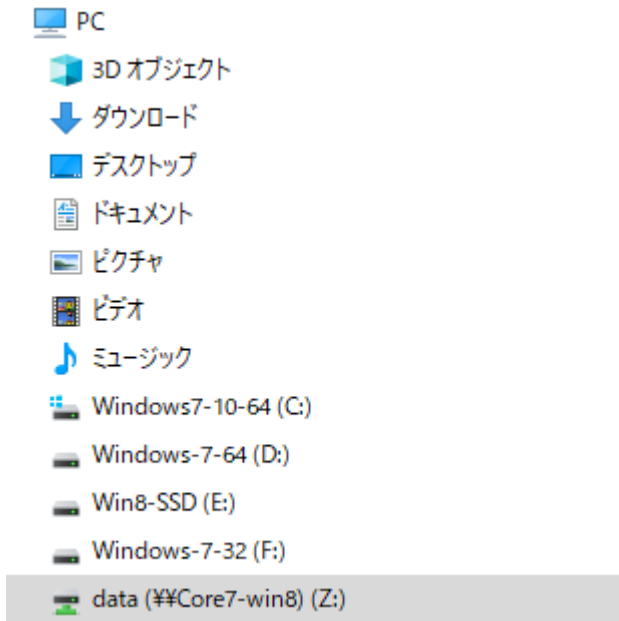 PC
3D オブジェクト
ダウンロード
デスクトップ
ドキュメント
ピクチャ
ビデオ
ミュージック
Windows7-10-64 (C:)
Windows-7-64 (D:)
Win8-SSD (E:)
Windows-7-32 (F:)
data (¥¥Core7-win8) (Z:)